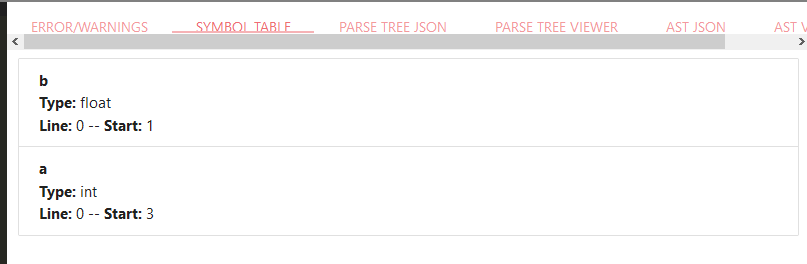 ERROR/WARNINGS SYMBOL TABLE PARSE TREE JSON PARSE TREE VIEWER AST JSON AST V
b
Type: float
Line: 0 -- Start: 1
a
Type: int
Line: 0 -- Start: 3